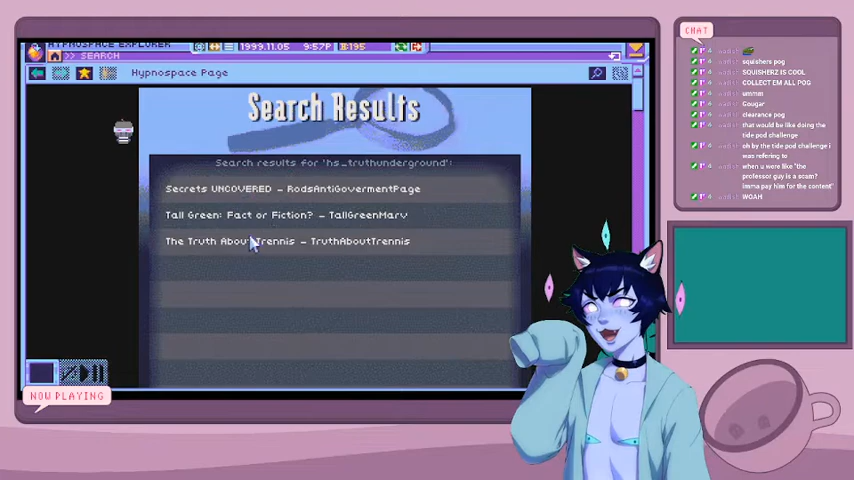 HYPNOSPACE EXPLORER
1999.11.05 9:57P 195
>> SEARCH
Hypnospace Page
Search Results
Search results for 'hs_truthunderground':
Secrets UNCOVERED - RodsAntiGovermentPage
Tall Green: Fact or Fiction? - TallGreenMarv
The Truth About Trennis - TruthAboutTrennis
NOW PLAYING
CHAT
squishers pog
SQUISHERZ IS COOL
COLLECT EM ALL POG
ummm
Gougar
clearance pog
that would be like doing the
tide pod challenge
oh by the tide pod challenge i
was refering to
when u were like "the
professor guy is a scam?
imma pay him for the content"
WOAH